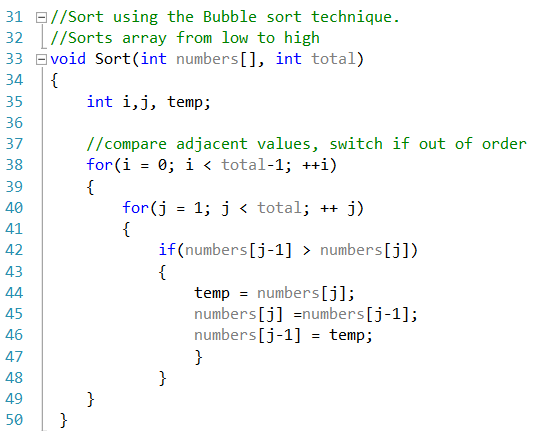 31 //Sort using the Bubble sort technique.
32 //Sorts array from low to high
33 void Sort(int numbers[], int total)
34 {
35     int i,j, temp;
36
37     //compare adjacent values, switch if out of order
38     for(i = 0; i < total-1; ++i)
39     {
40         for(j = 1; j < total; ++ j)
41         {
42             if(numbers[j-1] > numbers[j])
43             {
44                 temp = numbers[j];
45                 numbers[j] =numbers[j-1];
46                 numbers[j-1] = temp;
47                 }
48             }
49     }
50  }